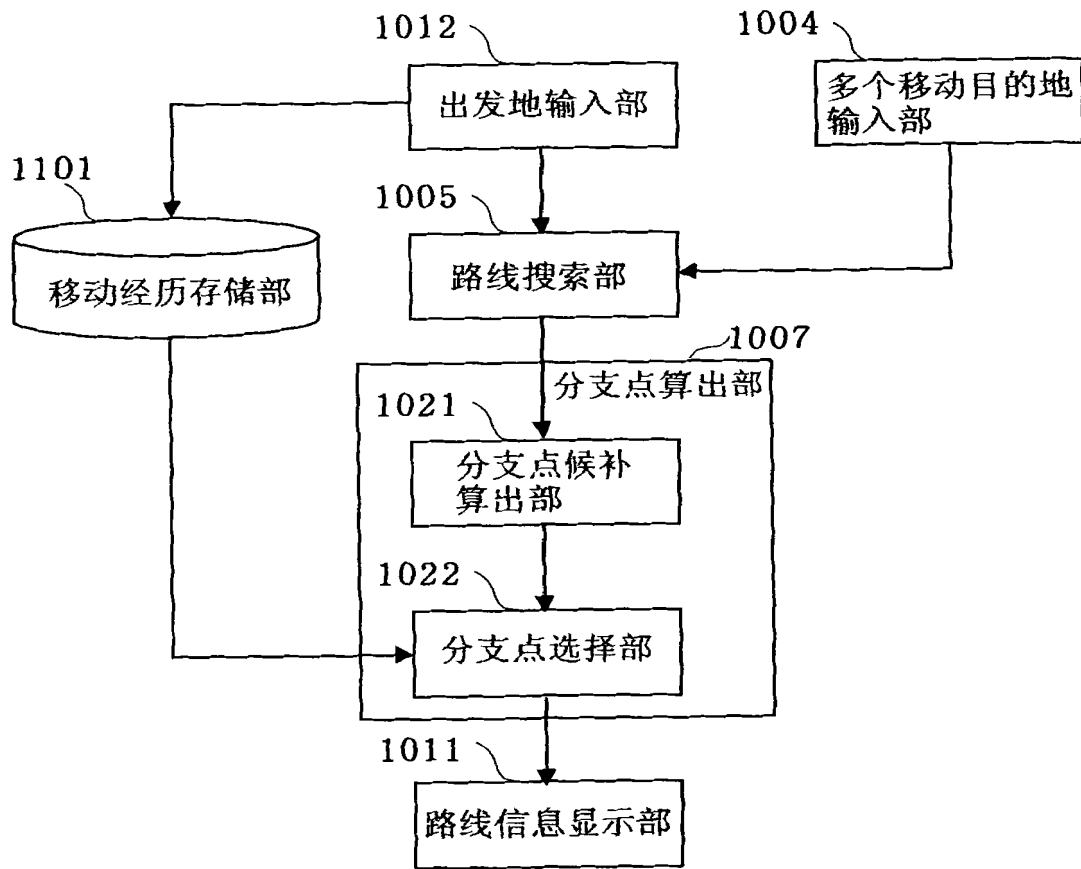 1012
出发地输入部
1004
多个移动目的地
输入部
1101
移动经历存储部
1005
路线搜索部
1007
分支点算出部
1021
分支点候补
算出部
1022
分支点选择部
1011
路线信息显示部